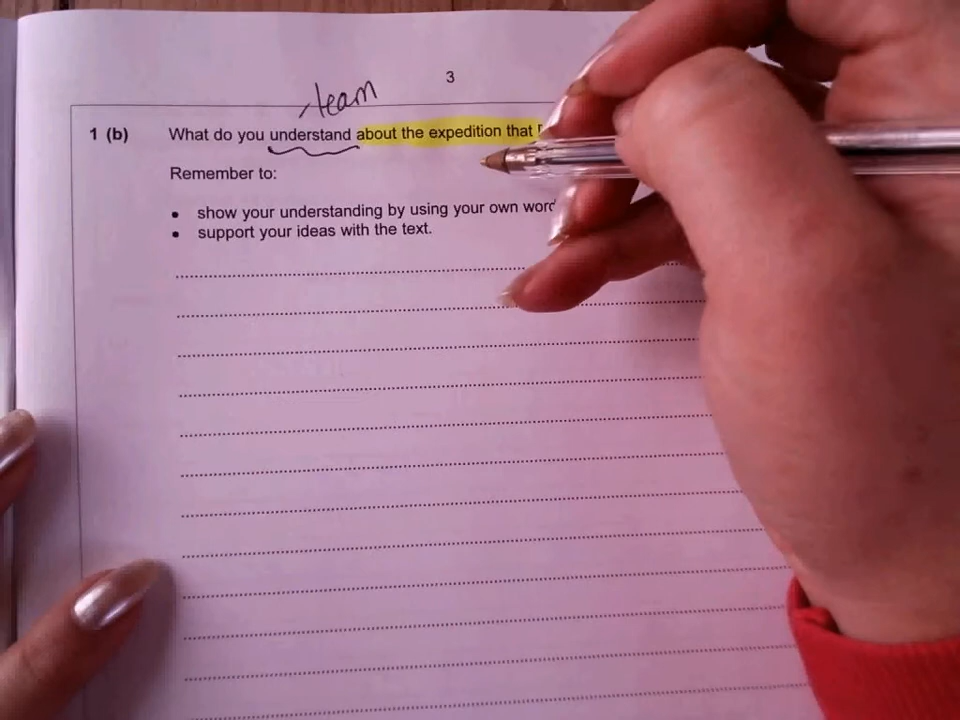 3
team
1 (b) What do you understand about the expedition that
Remember to:
• show your understanding by using your own
• support your ideas with the text.